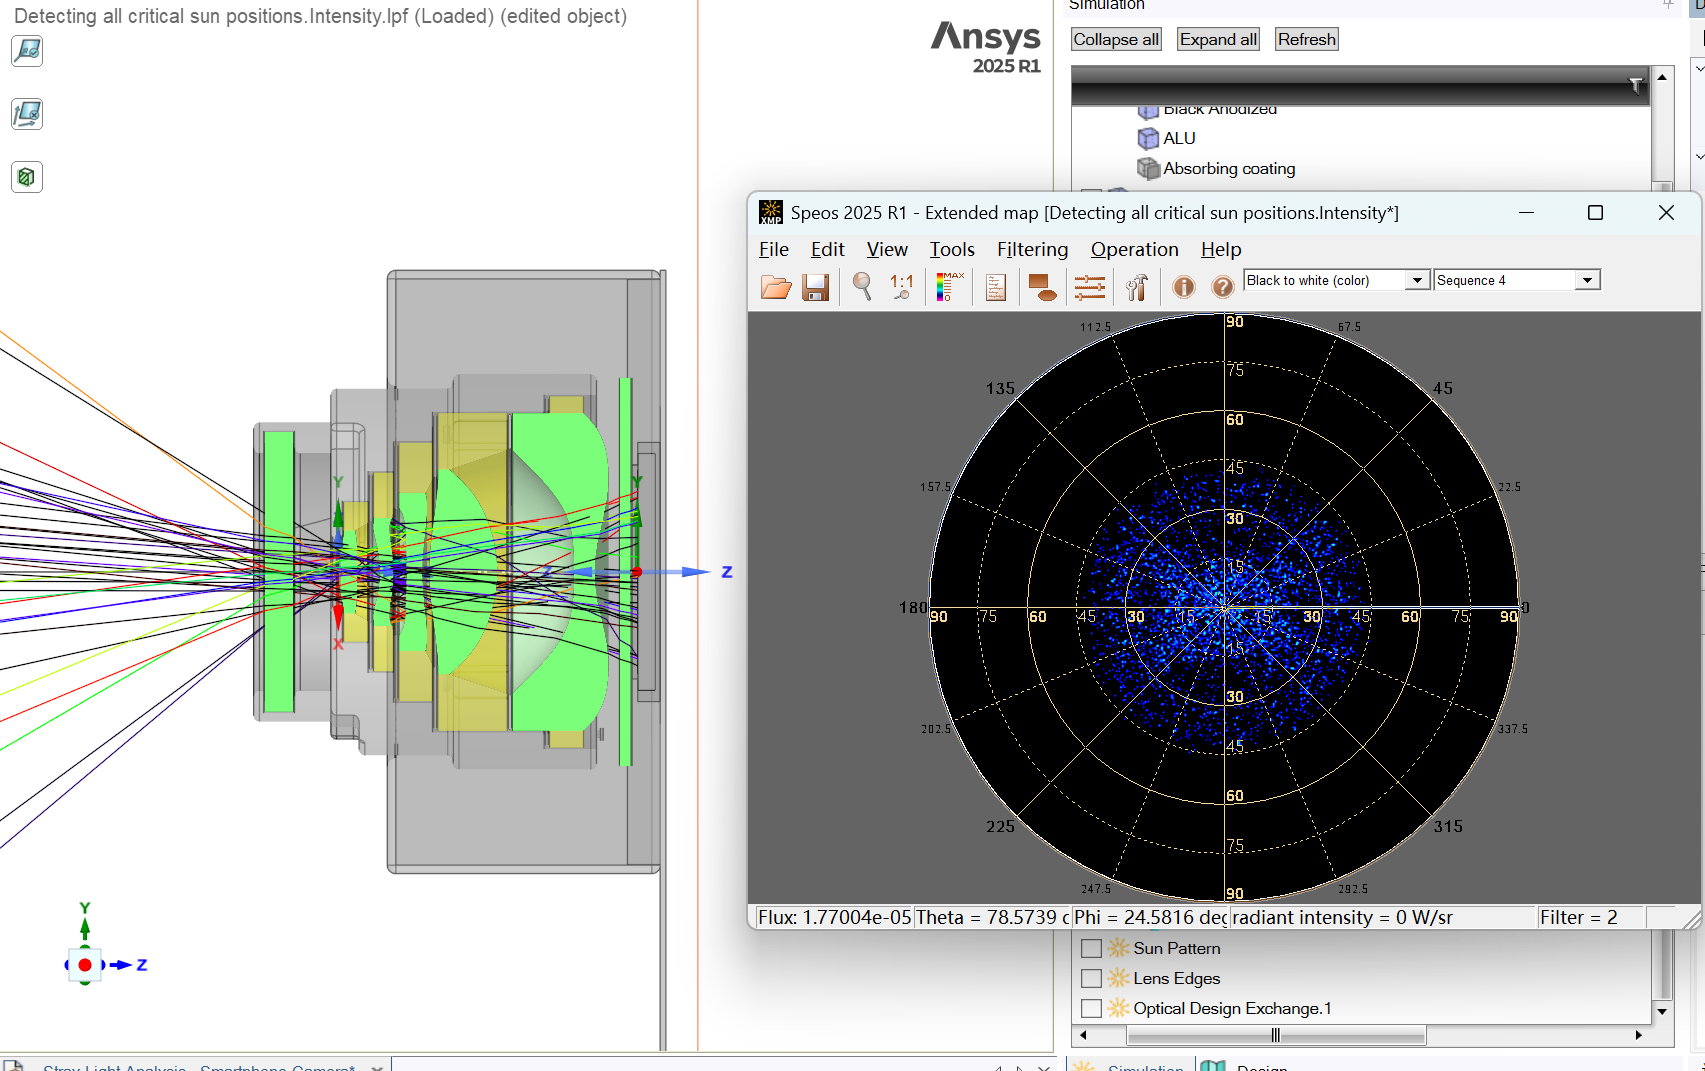 Detecting all critical sun positions.Intensity.lpf (Loaded) (edited object)
Ansys
2025 R1
Simulation
Collapse all
Expand all
Refresh
Black Anodized
ALU
Absorbing coating
XMP
Speos 2025 R1 - Extended map [Detecting all critical sun positions.Intensity*]
File Edit View Tools Filtering Operation Help
1:1
MAX
0
Black to white (color)
Sequence 4
90
112.5
67.5
75
135
45
60
45
157.5
22.5
30
15
180
0
90 75 60 45 30 15 15 30 45 60 75 90
15
30
202.5
337.5
45
60
225
315
75
247.5
292.5
90
Flux: 1.77004e-05
Theta = 78.5739
Phi = 24.5816 deg
radiant intensity = 0 W/sr
Filter = 2
Y
Y
Z
Z
X
Y
Z
Sun Pattern
Lens Edges
Optical Design Exchange.1
Stray Light Analysis - Smartphone Camera*
Simulation
Design